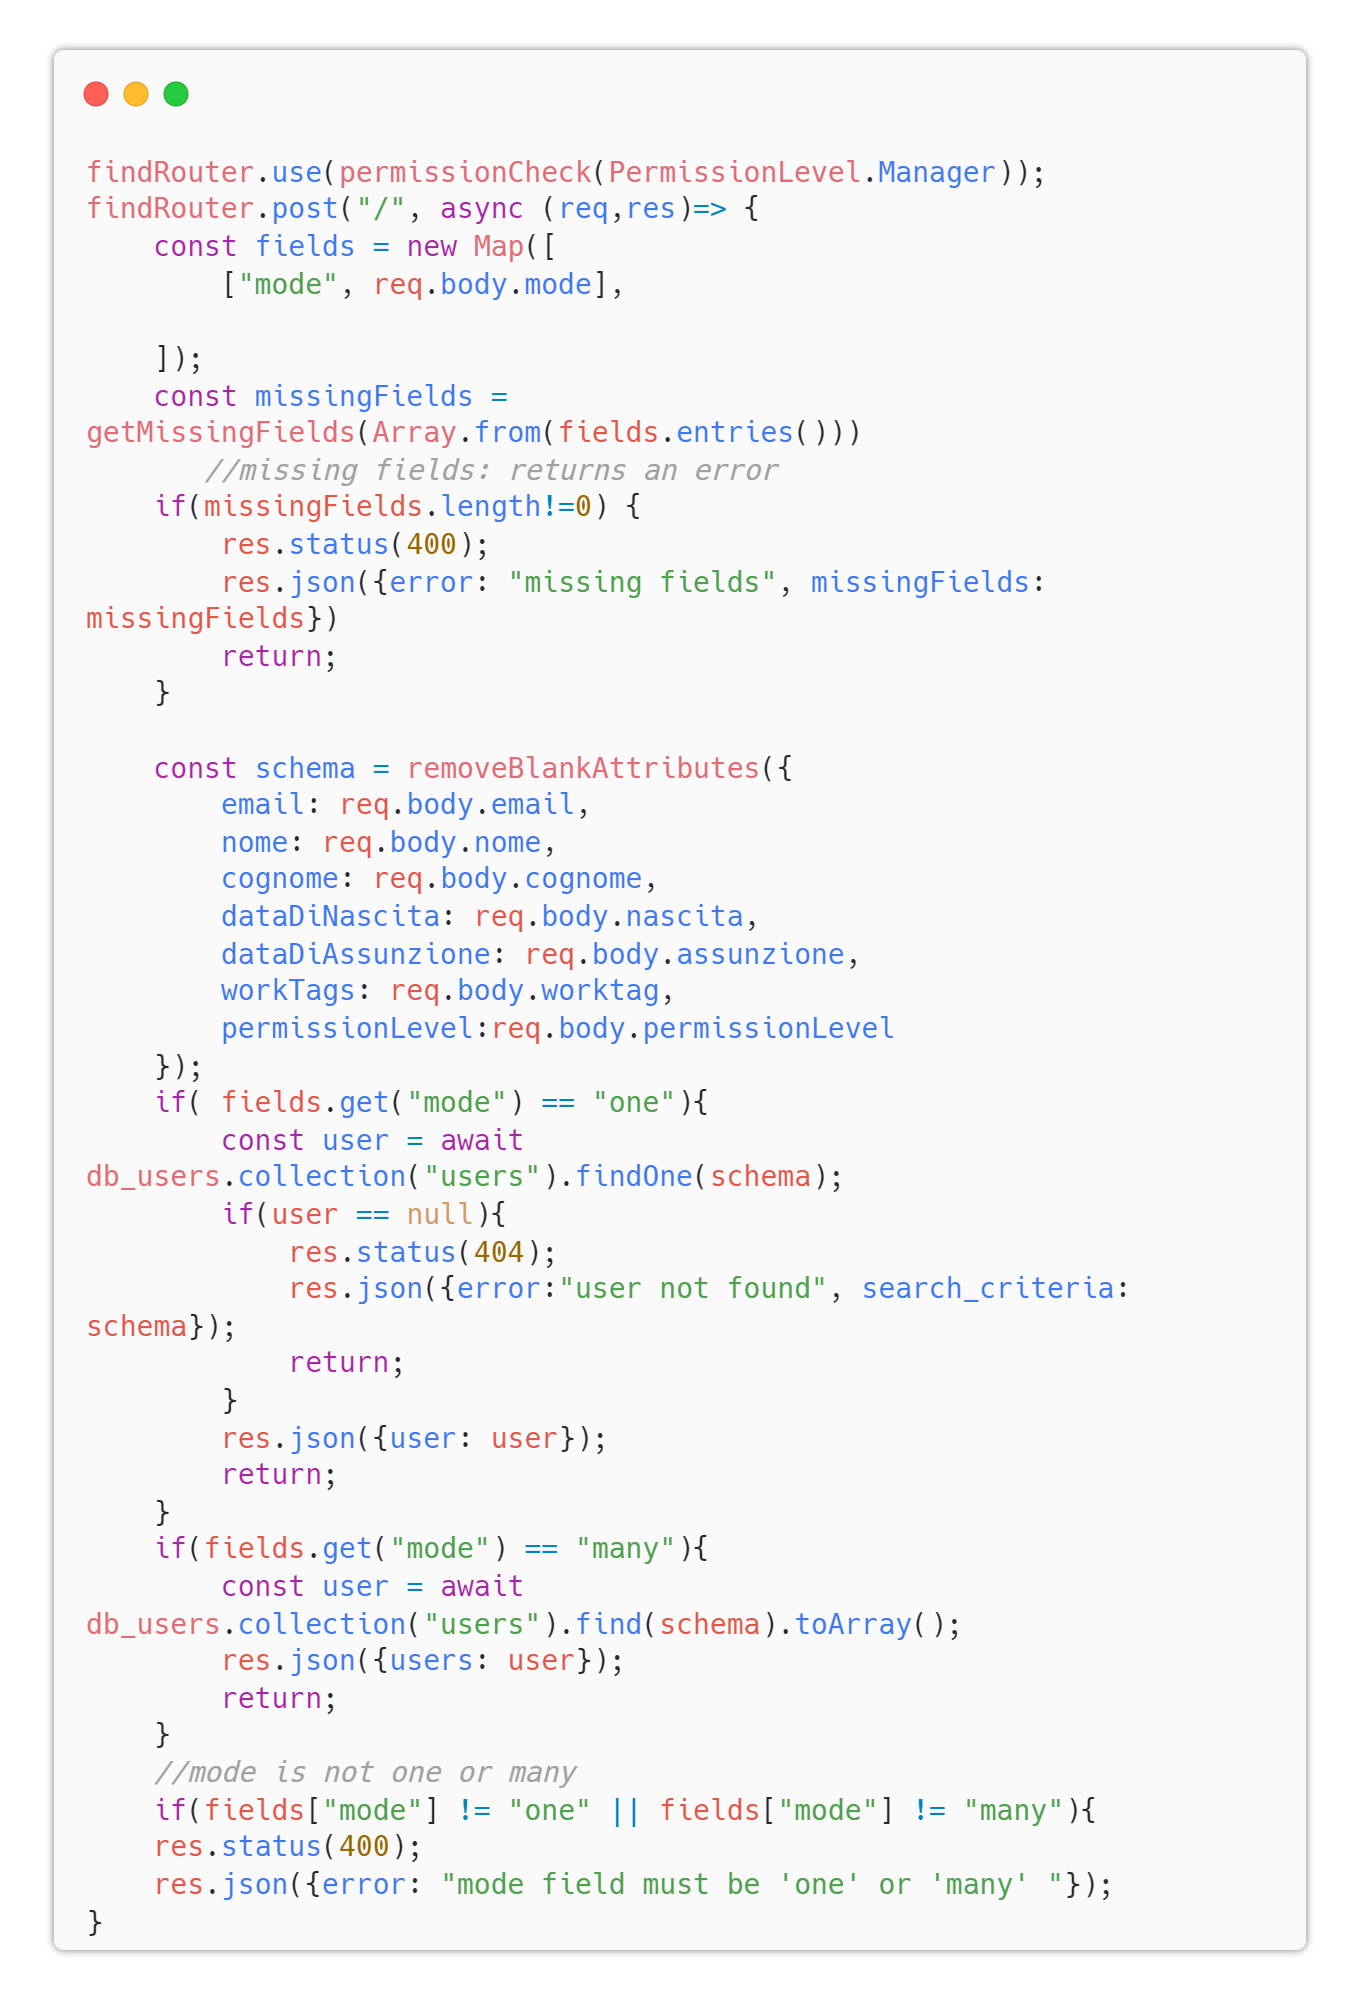 findRouter.use(permissionCheck(PermissionLevel.Manager));
findRouter.post("/", async (req,res)=> {
    const fields = new Map([
        ["mode", req.body.mode],

    ]);
    const missingFields =
getMissingFields(Array.from(fields.entries()))
       //missing fields: returns an error
    if(missingFields.length!=0) {
        res.status(400);
        res.json({error: "missing fields", missingFields:
missingFields})
        return;
    }

    const schema = removeBlankAttributes({
        email: req.body.email,
        nome: req.body.nome,
        cognome: req.body.cognome,
        dataDiNascita: req.body.nascita,
        dataDiAssunzione: req.body.assunzione,
        workTags: req.body.worktag,
        permissionLevel:req.body.permissionLevel
    });
    if( fields.get("mode") == "one"){
        const user = await
db_users.collection("users").findOne(schema);
        if(user == null){
            res.status(404);
            res.json({error:"user not found", search_criteria:
schema});
            return;
        }
        res.json({user: user});
        return;
    }
    if(fields.get("mode") == "many"){
        const user = await
db_users.collection("users").find(schema).toArray();
        res.json({users: user});
        return;
    }
    //mode is not one or many
    if(fields["mode"] != "one" || fields["mode"] != "many"){
    res.status(400);
    res.json({error: "mode field must be 'one' or 'many' "});
}